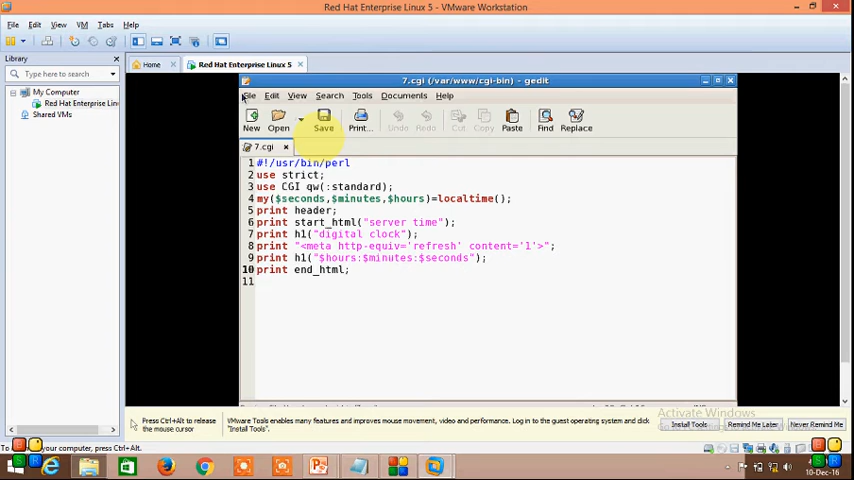 Red Hat Enterprise Linux 5 - VMware Workstation
File Edit View VM Tabs Help
Library
Type here to search
My Computer
Red Hat Enterprise Lin
Shared VMs
Home
Red Hat Enterprise Linux 5
7.cgi (/var/www/cgi-bin) - gedit
File Edit View Search Tools Documents Help
New Open Save Print... Undo Redo Cut Copy Paste Find Replace
7.cgi
1 #!/usr/bin/perl
2 use strict;
3 use CGI qw(:standard);
4 my($seconds,$minutes,$hours)=localtime();
5 print header;
6 print start_html("server time");
7 print h1("digital clock");
8 print "<meta http-equiv='refresh' content='1'>";
9 print h1("$hours:$minutes:$seconds");
10 print end_html;
11
Press Ctrl+Alt to release the mouse cursor
VMware Tools enables many features and improves mouse movement, video and performance. Log in to the guest operating system and click "Install Tools".
Activate Windows
Install Tools
Remind Me Later
Never Remind Me
computer, press Ctrl+Alt.
10-Dec-16